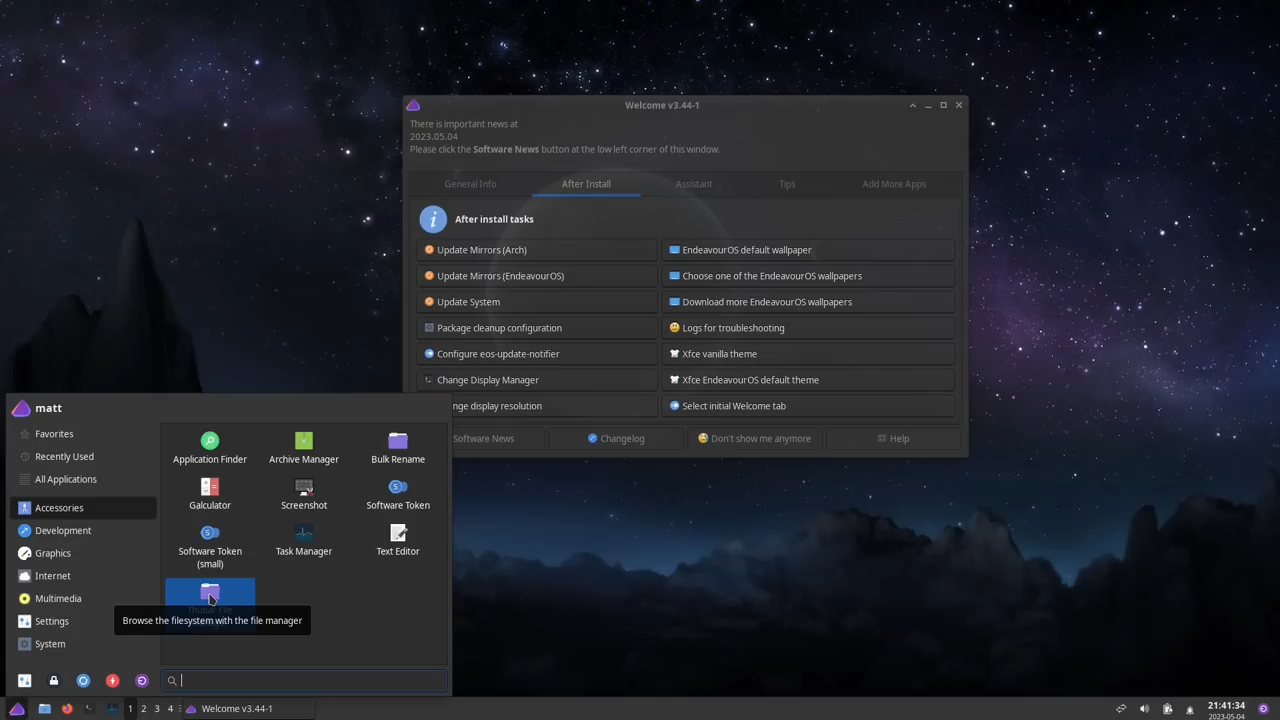 Welcome v3.44-1
There is important news at
2023.05.04
Please click the Software News button at the low left corner of this window.
General Info
After Install
Assistant
Tips
Add More Apps
After install tasks
Update Mirrors (Arch)
EndeavourOS default wallpaper
Update Mirrors (EndeavourOS)
Choose one of the EndeavourOS wallpapers
Update System
Download more EndeavourOS wallpapers
Package cleanup configuration
Logs for troubleshooting
Configure eos-update-notifier
Xfce vanilla theme
Change Display Manager
Xfce EndeavourOS default theme
nge display resolution
Select initial Welcome tab
Software News
Changelog
Don't show me anymore
Help
matt
Favorites
Recently Used
All Applications
Accessories
Development
Graphics
Internet
Multimedia
Settings
System
Application Finder
Archive Manager
Bulk Rename
Galculator
Screenshot
Software Token
Software Token
(small)
Task Manager
Text Editor
Thunar File
Browse the filesystem with the file manager
1 2 3 4
Welcome v3.44-1
21:41:34
2023-05-04